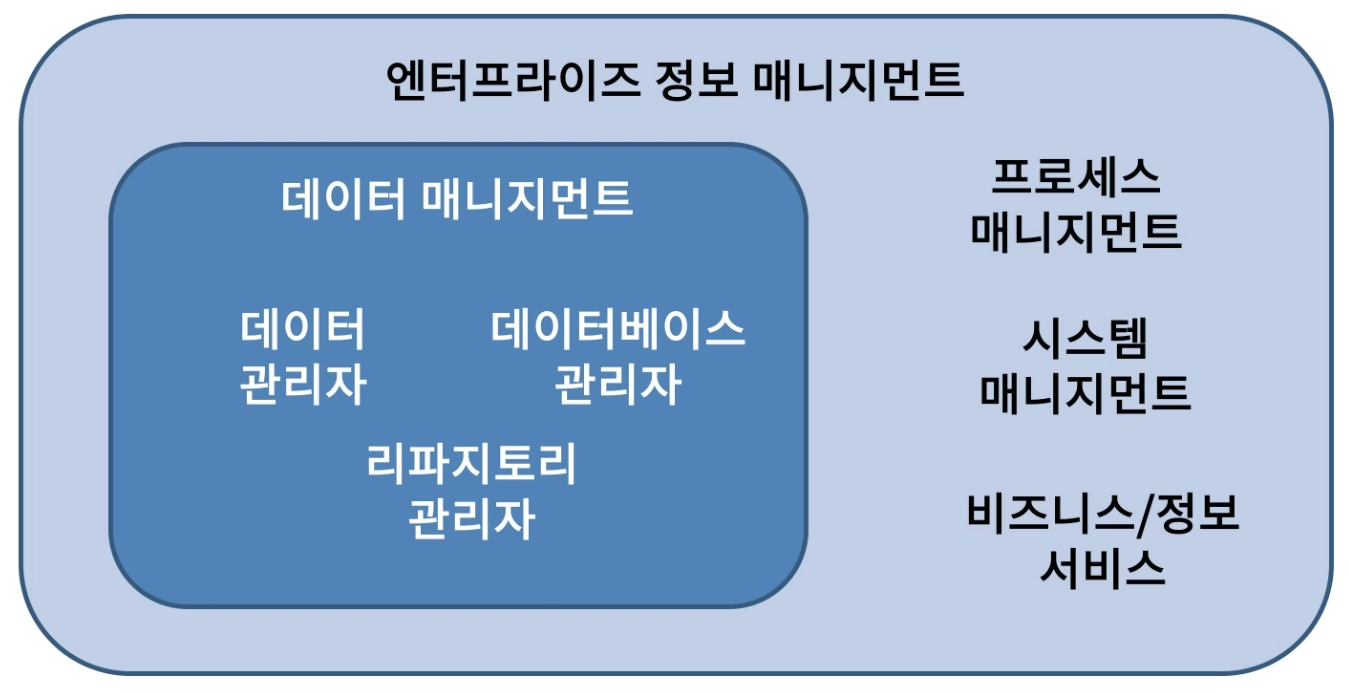 엔터프라이즈 정보 매니지먼트
데이터 매니지먼트
데이터
관리자
데이터베이스
관리자
리파지토리
관리자
프로세스
매니지먼트
시스템
매니지먼트
비즈니스/정보
서비스